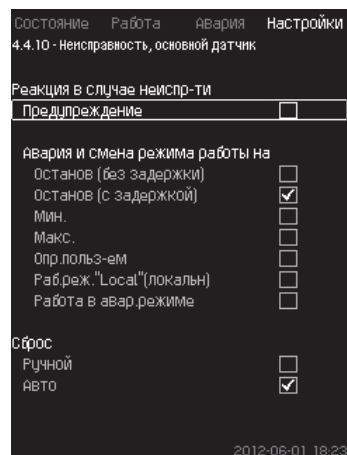 Состояние Работа Авария Настройки
4.4.10 - Неисправность, основной датчик
Реакция в случае неиспр-ти
Предупреждение
Авария и смена режима работы на
Останов (без задержки)
Останов (с задержкой)
Мин.
Макс.
Опр.польз-ем
Раб.реж."Local"(локальн)
Работа в авар.режиме
Сброс
Ручной
Авто
2012-06-01 18:23